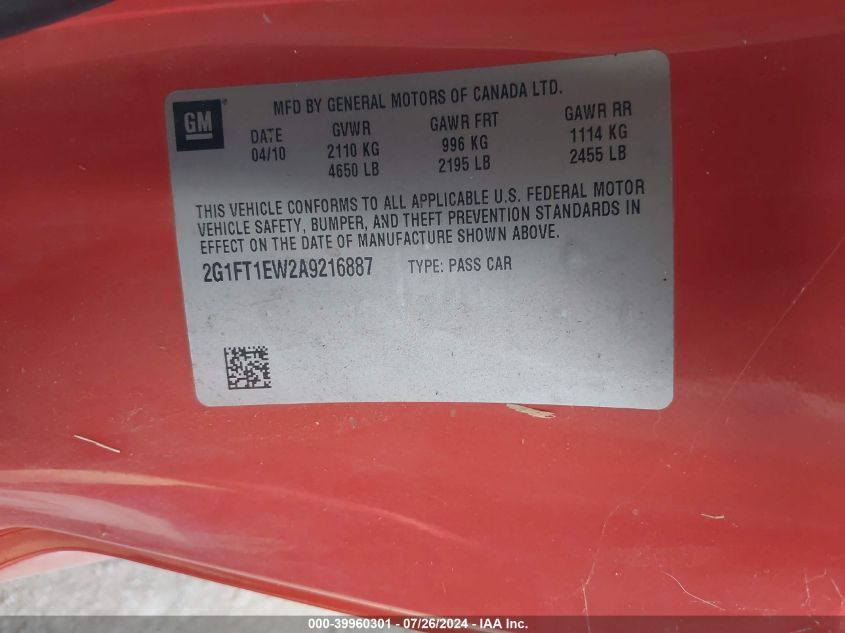 GM
MFD BY GENERAL MOTORS OF CANADA LTD.
DATE GVWR GAWR FRT GAWR RR
04/10 2110 KG 996 KG 1114 KG
4650 LB 2195 LB 2455 LB
THIS VEHICLE CONFORMS TO ALL APPLICABLE U.S. FEDERAL MOTOR
VEHICLE SAFETY, BUMPER, AND THEFT PREVENTION STANDARDS IN
EFFECT ON THE DATE OF MANUFACTURE SHOWN ABOVE.
2G1FT1EW2A9216887 TYPE: PASS CAR
000-39960301 - 07/26/2024 - IAA Inc.